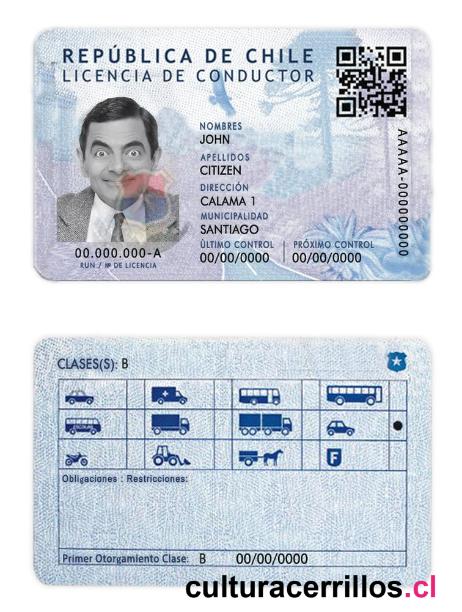 REPÚBLICA DE CHILE
LICENCIA DE CONDUCTOR
NOMBRES
JOHN
APELLIDOS
CITIZEN
DIRECCIÓN
CALAMA 1
MUNICIPALIDAD
SANTIAGO
ÚLTIMO CONTROL PRÓXIMO CONTROL
00/00/0000 00/00/0000
00.000.000-A
RUN / Nº DE LICENCIA
AAAAA-000000000
CLASES(S): B
F
Obligaciones : Restricciones:
Primer Otorgamiento Clase: B 00/00/0000
culturacerrillos.cl